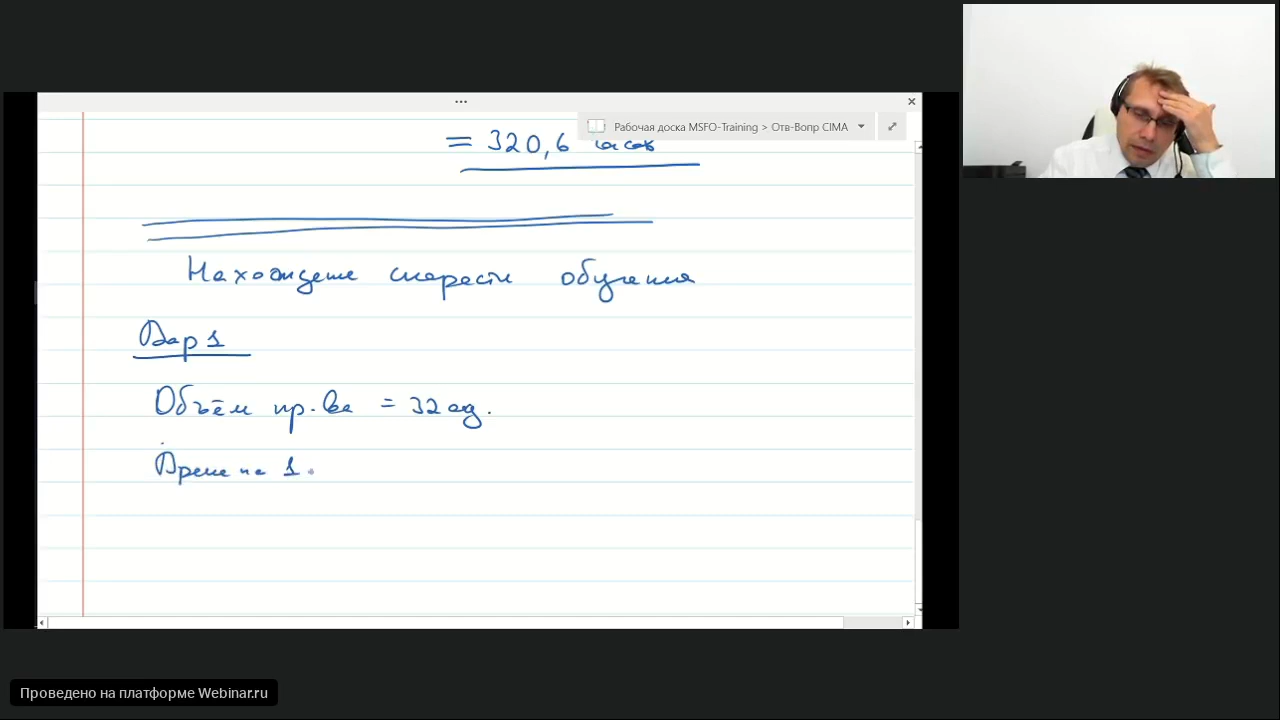 Рабочая доска MSFO-Training > Отв-Вопр CIMA
= 320,6 часов
Нахождение скорости обучения
Вар 1
Объём пр-ва = 32 ед.
Время на 1
Проведено на платформе Webinar.ru